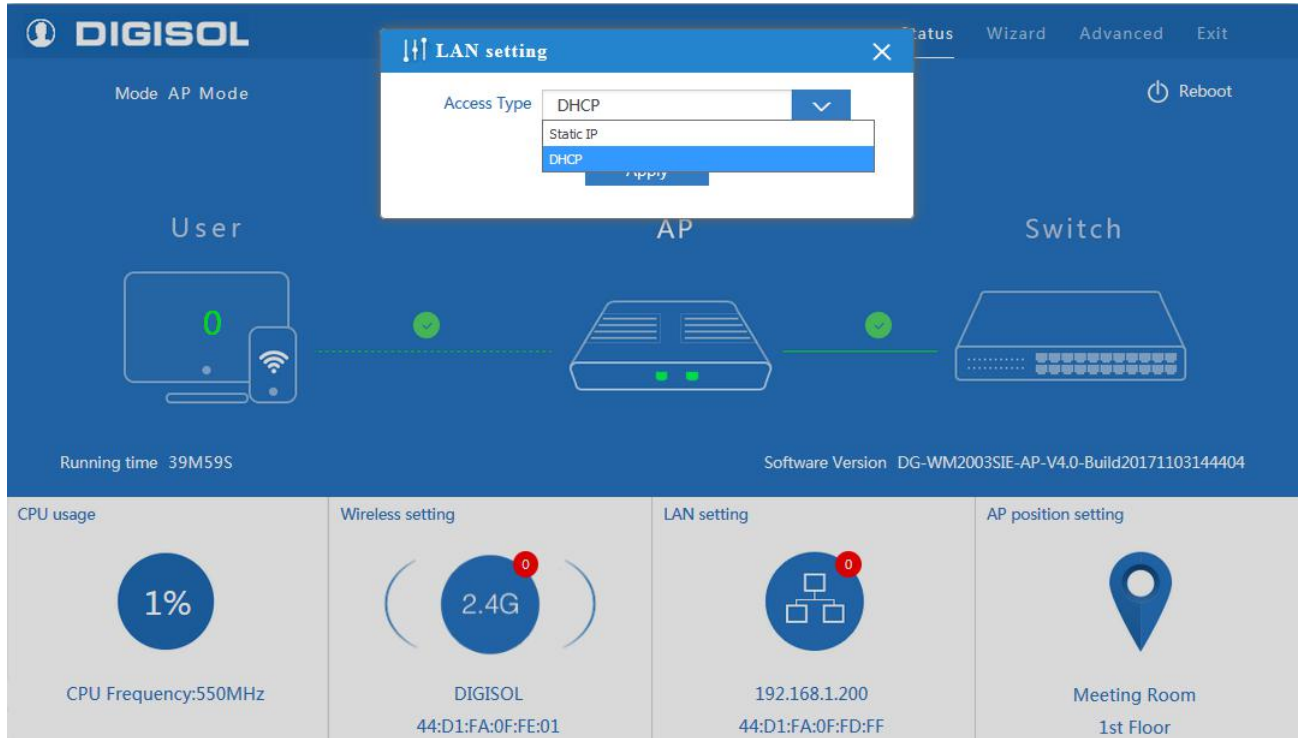 DIGISOL
Status Wizard Advanced Exit
LAN setting
Mode AP Mode
Reboot
Access Type DHCP
Static IP
DHCP
Apply
User AP Switch
0
Running time 39M59S
Software Version DG-WM2003SIE-AP-V4.0-Build20171103144404
CPU usage
1%
CPU Frequency:550MHz
Wireless setting
0
2.4G
DIGISOL
44:D1:FA:0F:FE:01
LAN setting
0
192.168.1.200
44:D1:FA:0F:FD:FF
AP position setting
Meeting Room
1st Floor